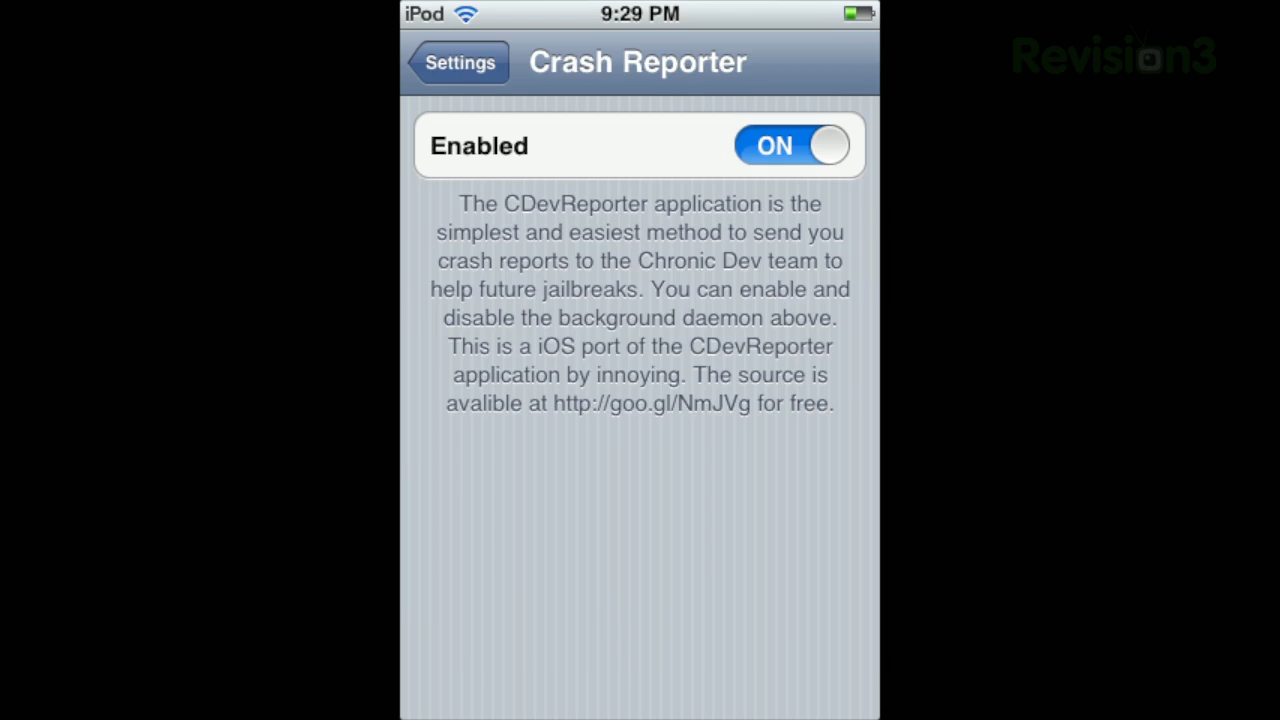 iPod 9:29 PM
Revision3
Settings Crash Reporter
Enabled ON
The CDevReporter application is the
simplest and easiest method to send you
crash reports to the Chronic Dev team to
help future jailbreaks. You can enable and
disable the background daemon above.
This is a iOS port of the CDevReporter
application by innoying. The source is
avalible at http://goo.gl/NmJVg for free.